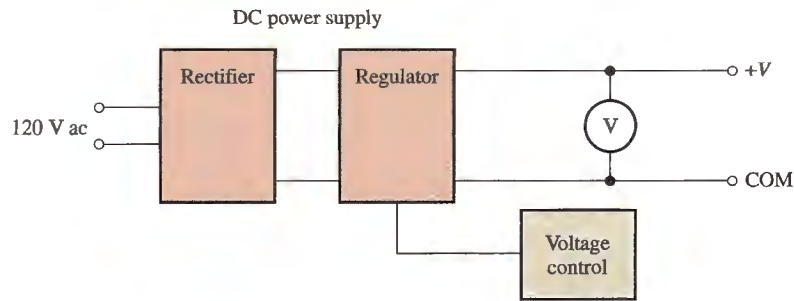 DC power supply
Rectifier
Regulator
+V
V
120 V ac
COM
Voltage
control